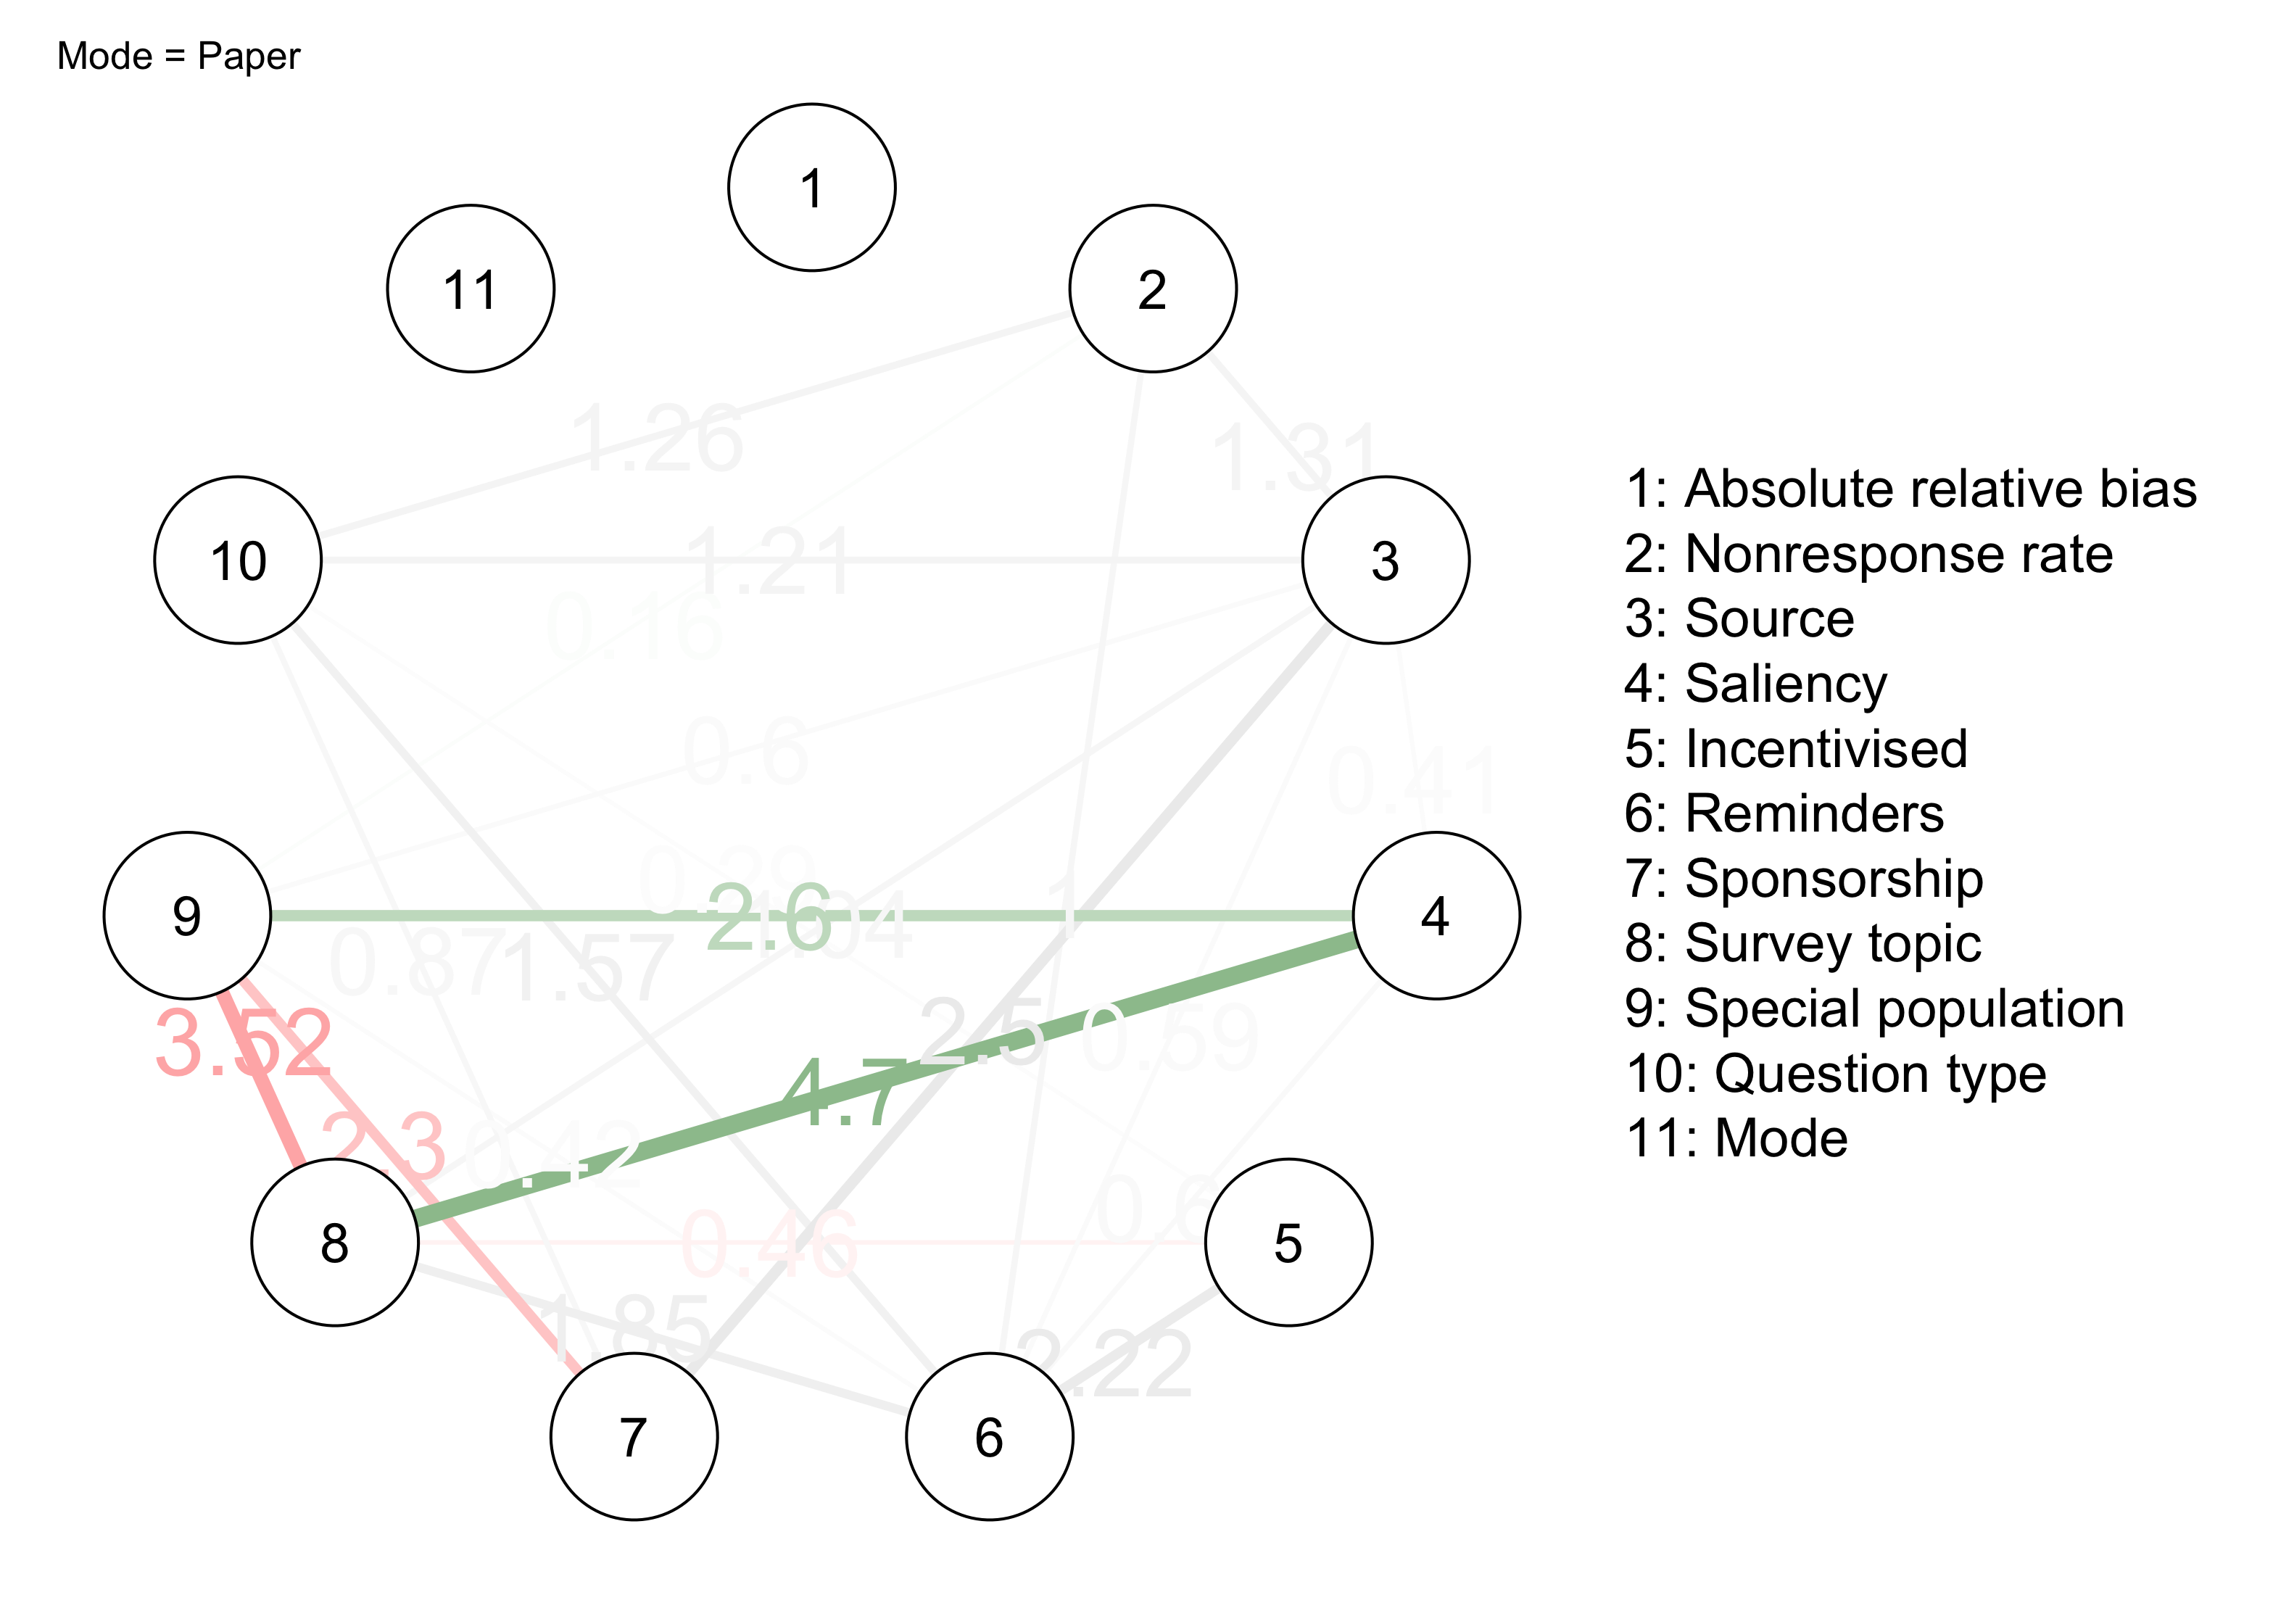 Mode = Paper
1
2
11
1.26
1.31
10
1.21
3
0.16
0.6
0.41
9
2.6
1.04
1
4
0.87
1.57
3.52
2.5
0.59
4.7
2.3
0.42
8
0.46
5
1.85
2.22
7
6
1: Absolute relative bias
2: Nonresponse rate
3: Source
4: Saliency
5: Incentivised
6: Reminders
7: Sponsorship
8: Survey topic
9: Special population
10: Question type
11: Mode